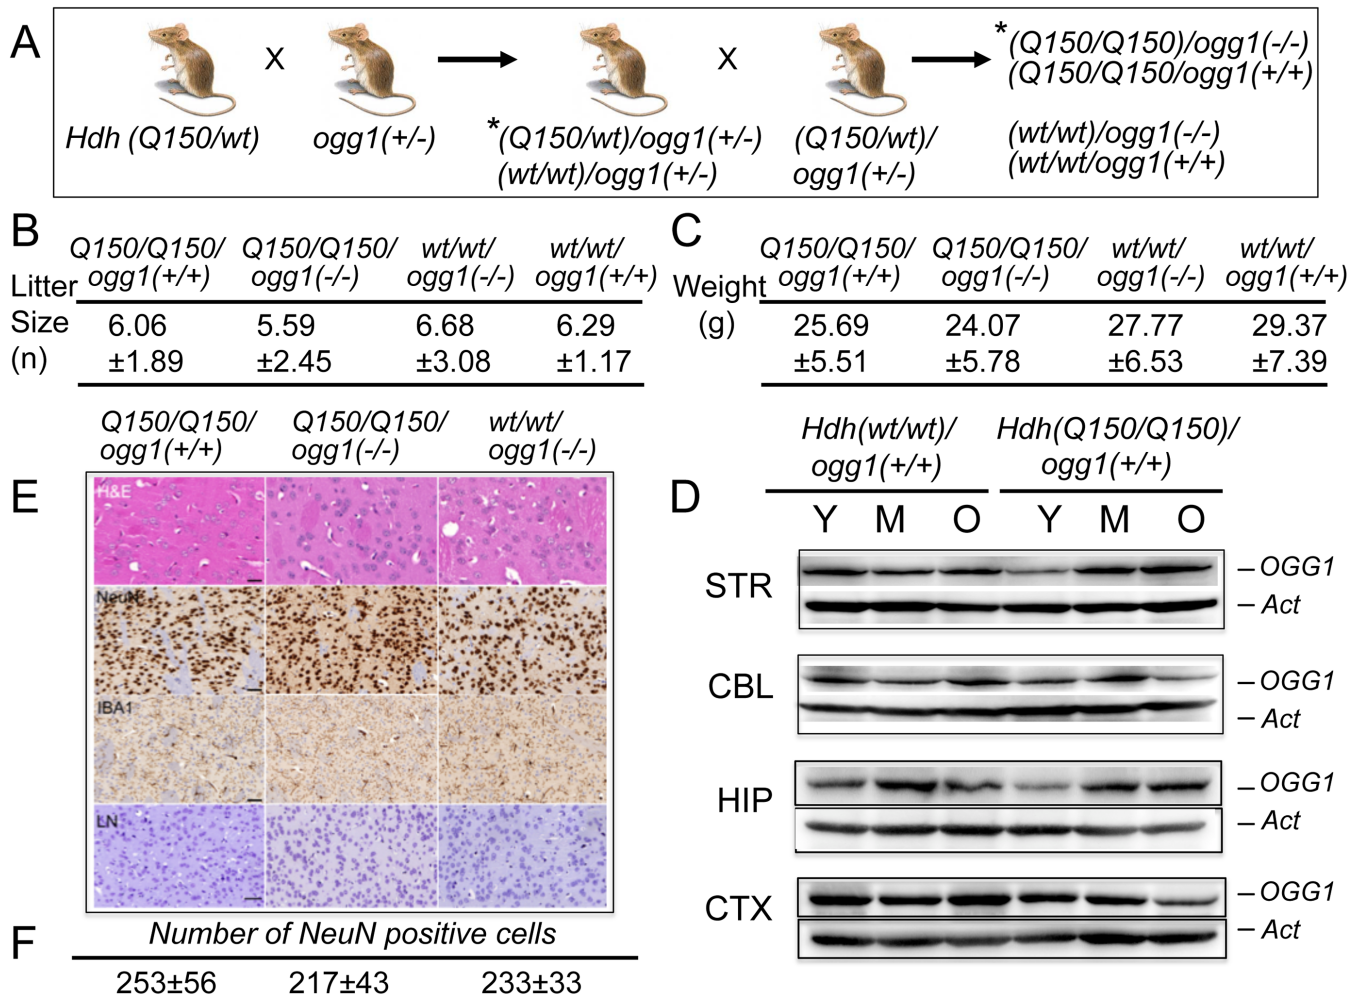 A
X
X
Hdh (Q150/wt)
ogg1(+/-)
*(Q150/wt)/ogg1(+/-)
(wt/wt)/ogg1(+/-)
(Q150/wt)/
ogg1(+/-)
*(Q150/Q150)/ogg1(-/-)
(Q150/Q150/ogg1(+/+)
(wt/wt)/ogg1(-/-)
(wt/wt/ogg1(+/+)
B
Q150/Q150/ Q150/Q150/ wt/wt/ wt/wt/
ogg1(+/+) ogg1(-/-) ogg1(-/-) ogg1(+/+)
Litter
Size 6.06 5.59 6.68 6.29
(n) ±1.89 ±2.45 ±3.08 ±1.17
C
Q150/Q150/ Q150/Q150/ wt/wt/ wt/wt/
ogg1(+/+) ogg1(-/-) ogg1(-/-) ogg1(+/+)
Weight
(g) 25.69 24.07 27.77 29.37
±5.51 ±5.78 ±6.53 ±7.39
Q150/Q150/ Q150/Q150/ wt/wt/
ogg1(+/+) ogg1(-/-) ogg1(-/-)
E
H&E
NeuN
IBA1
LN
F
Number of NeuN positive cells
253±56 217±43 233±33
Hdh(wt/wt)/ Hdh(Q150/Q150)/
ogg1(+/+) ogg1(+/+)
D
Y M O Y M O
STR
OGG1
Act
CBL
OGG1
Act
HIP
OGG1
Act
CTX
OGG1
Act